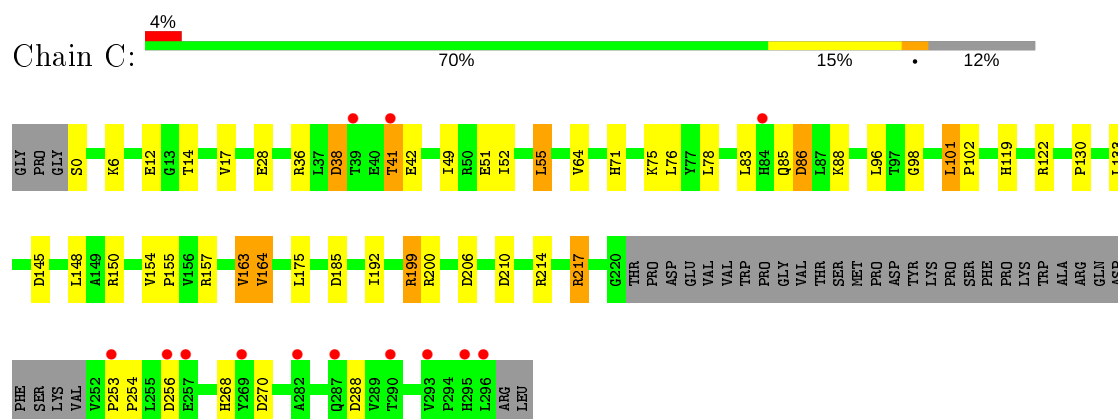 4%
Chain C:
70% 15% • 12%
GLY PRO GLY S0 K6 E12 G13 T14 V17 E28 R36 L37 D38 T39 E40 T41 E42 I49 R50 E51 I52 L55 V64 H71 K75 L76 Y77 L78 L83 H84 Q85 D86 L87 K88 L96 T97 G98 L101 P102 H119 R122 P130 L133
D145 L148 A149 R150 V154 P155 V156 R157 V163 V164 L175 D185 I192 R199 R200 D206 D210 R214 R217 G220 THR PRO ASP GLU VAL VAL TRP PRO GLY VAL THR SER MET PRO ASP TYR LYS PRO SER PHE PRO LYS TRP ALA ARG GLN ASP
PHE SER LYS VAL V252 P253 P254 L255 D256 E257 H268 Y269 D270 A282 Q287 D288 V289 T290 V293 P294 H295 L296 ARG LEU